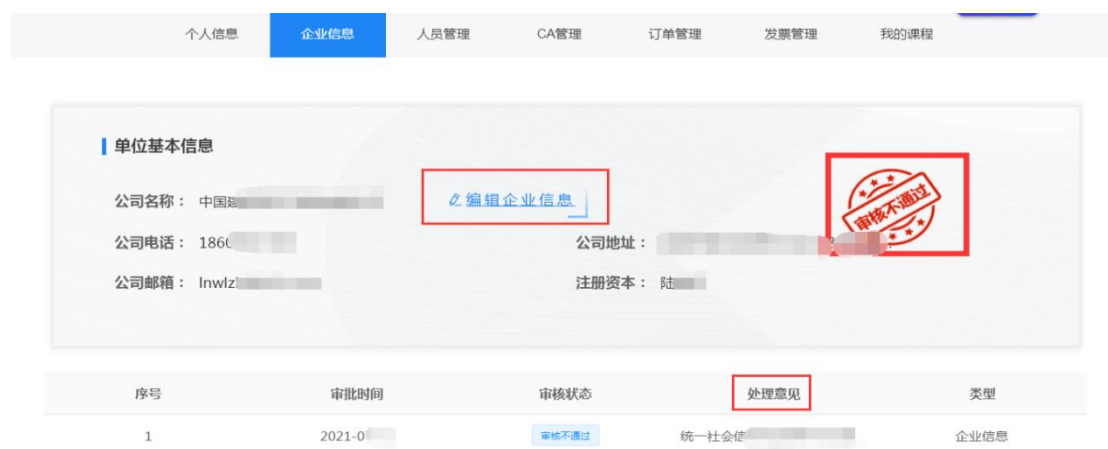 个人信息 企业信息 人员管理 CA管理 订单管理 发票管理 我的课程
单位基本信息
公司名称： 中国 编辑企业信息 审核不通过
公司电话： 186 公司地址：
公司邮箱： lnwlz 注册资本： 陆
序号 审批时间 审核状态 处理意见 类型
1 2021-0 审核不通过 统一社会信 企业信息